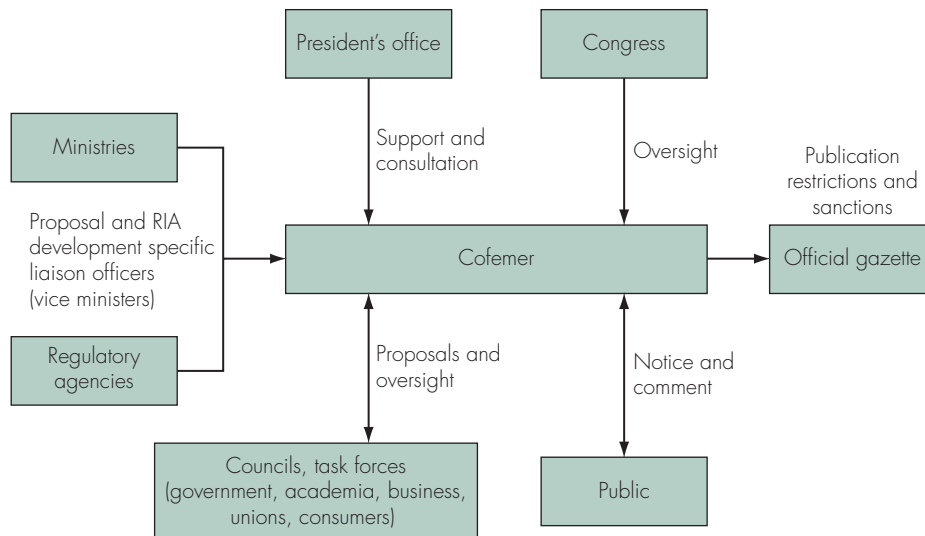 President's office
Congress
Ministries
Support and
consultation
Oversight
Publication
restrictions and
sanctions
Proposal and RIA
development specific
liaison officers
(vice ministers)
Cofemer
Official gazette
Regulatory
agencies
Proposals and
oversight
Notice and
comment
Councils, task forces
(government, academia, business,
unions, consumers)
Public